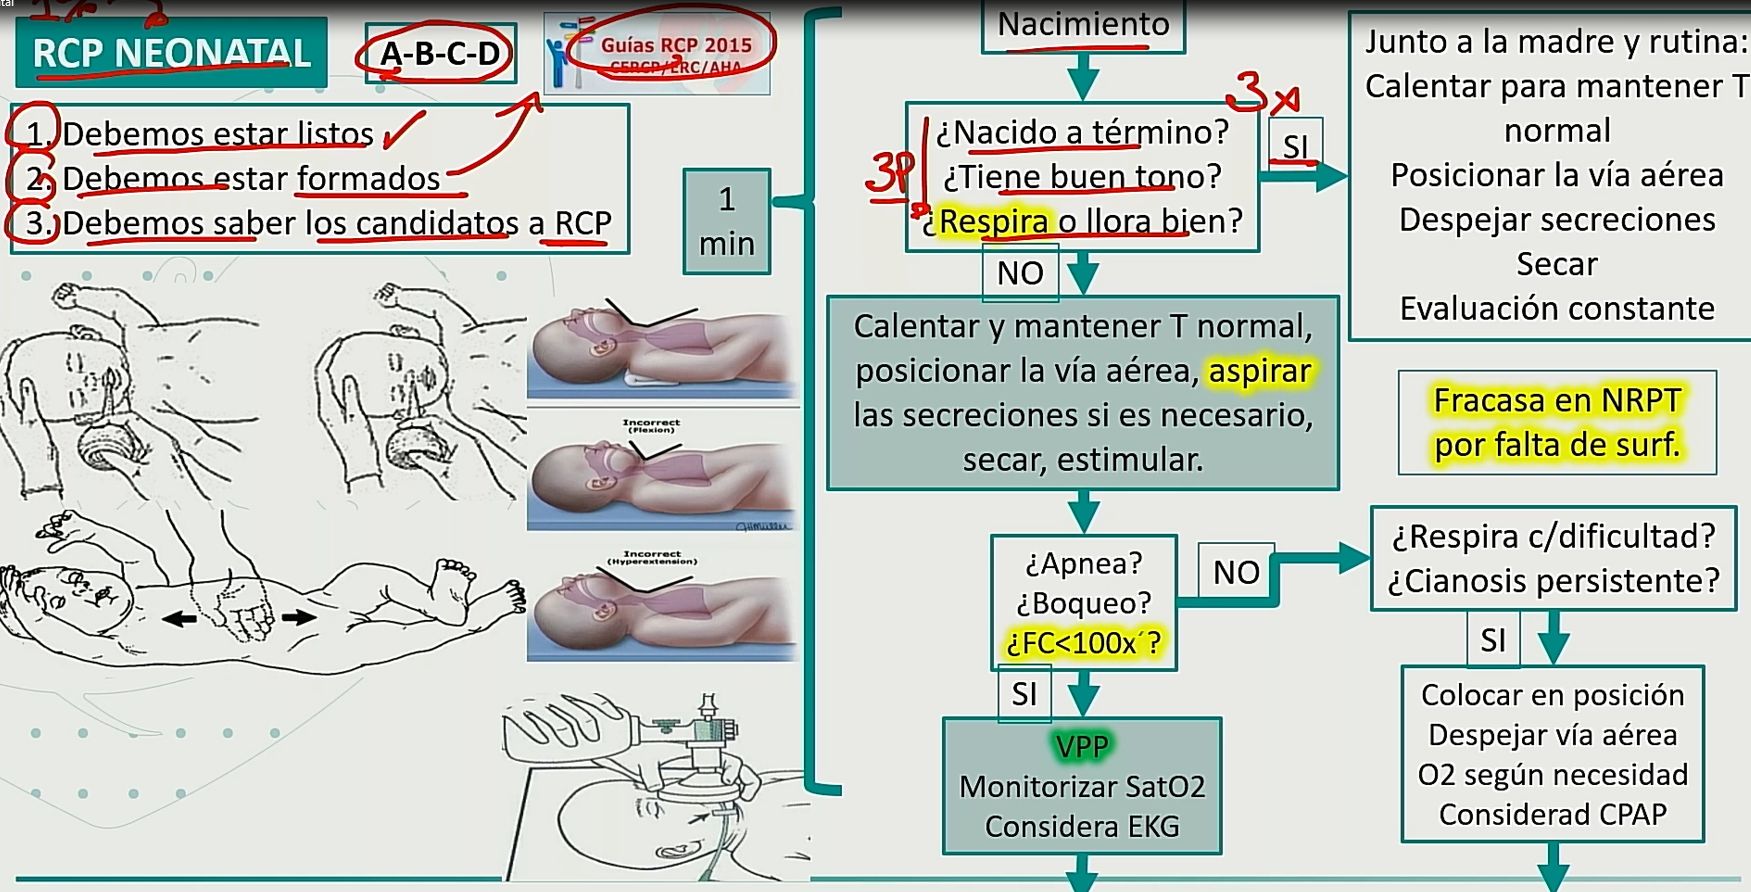 tal
RCP NEONATAL
A-B-C-D
Guías RCP 2015
CERCP/ERC/AHA
1. Debemos estar listos
2. Debemos estar formados
3. Debemos saber los candidatos a RCP
1
min
Nacimiento
3P
¿Nacido a término?
¿Tiene buen tono?
¿Respira o llora bien?
3x
SI
Junto a la madre y rutina:
Calentar para mantener T
normal
Posicionar la vía aérea
Despejar secreciones
Secar
Evaluación constante
NO
Calentar y mantener T normal,
posicionar la vía aérea, aspirar
las secreciones si es necesario,
secar, estimular.
Fracasa en NRPT
por falta de surf.
¿Apnea?
¿Boqueo?
¿FC<100x´?
NO
¿Respira c/dificultad?
¿Cianosis persistente?
SI
VPP
Monitorizar SatO2
Considera EKG
SI
Colocar en posición
Despejar vía aérea
O2 según necesidad
Considerad CPAP
Incorrect
(Flexion)
Incorrect
(Hyperextension)